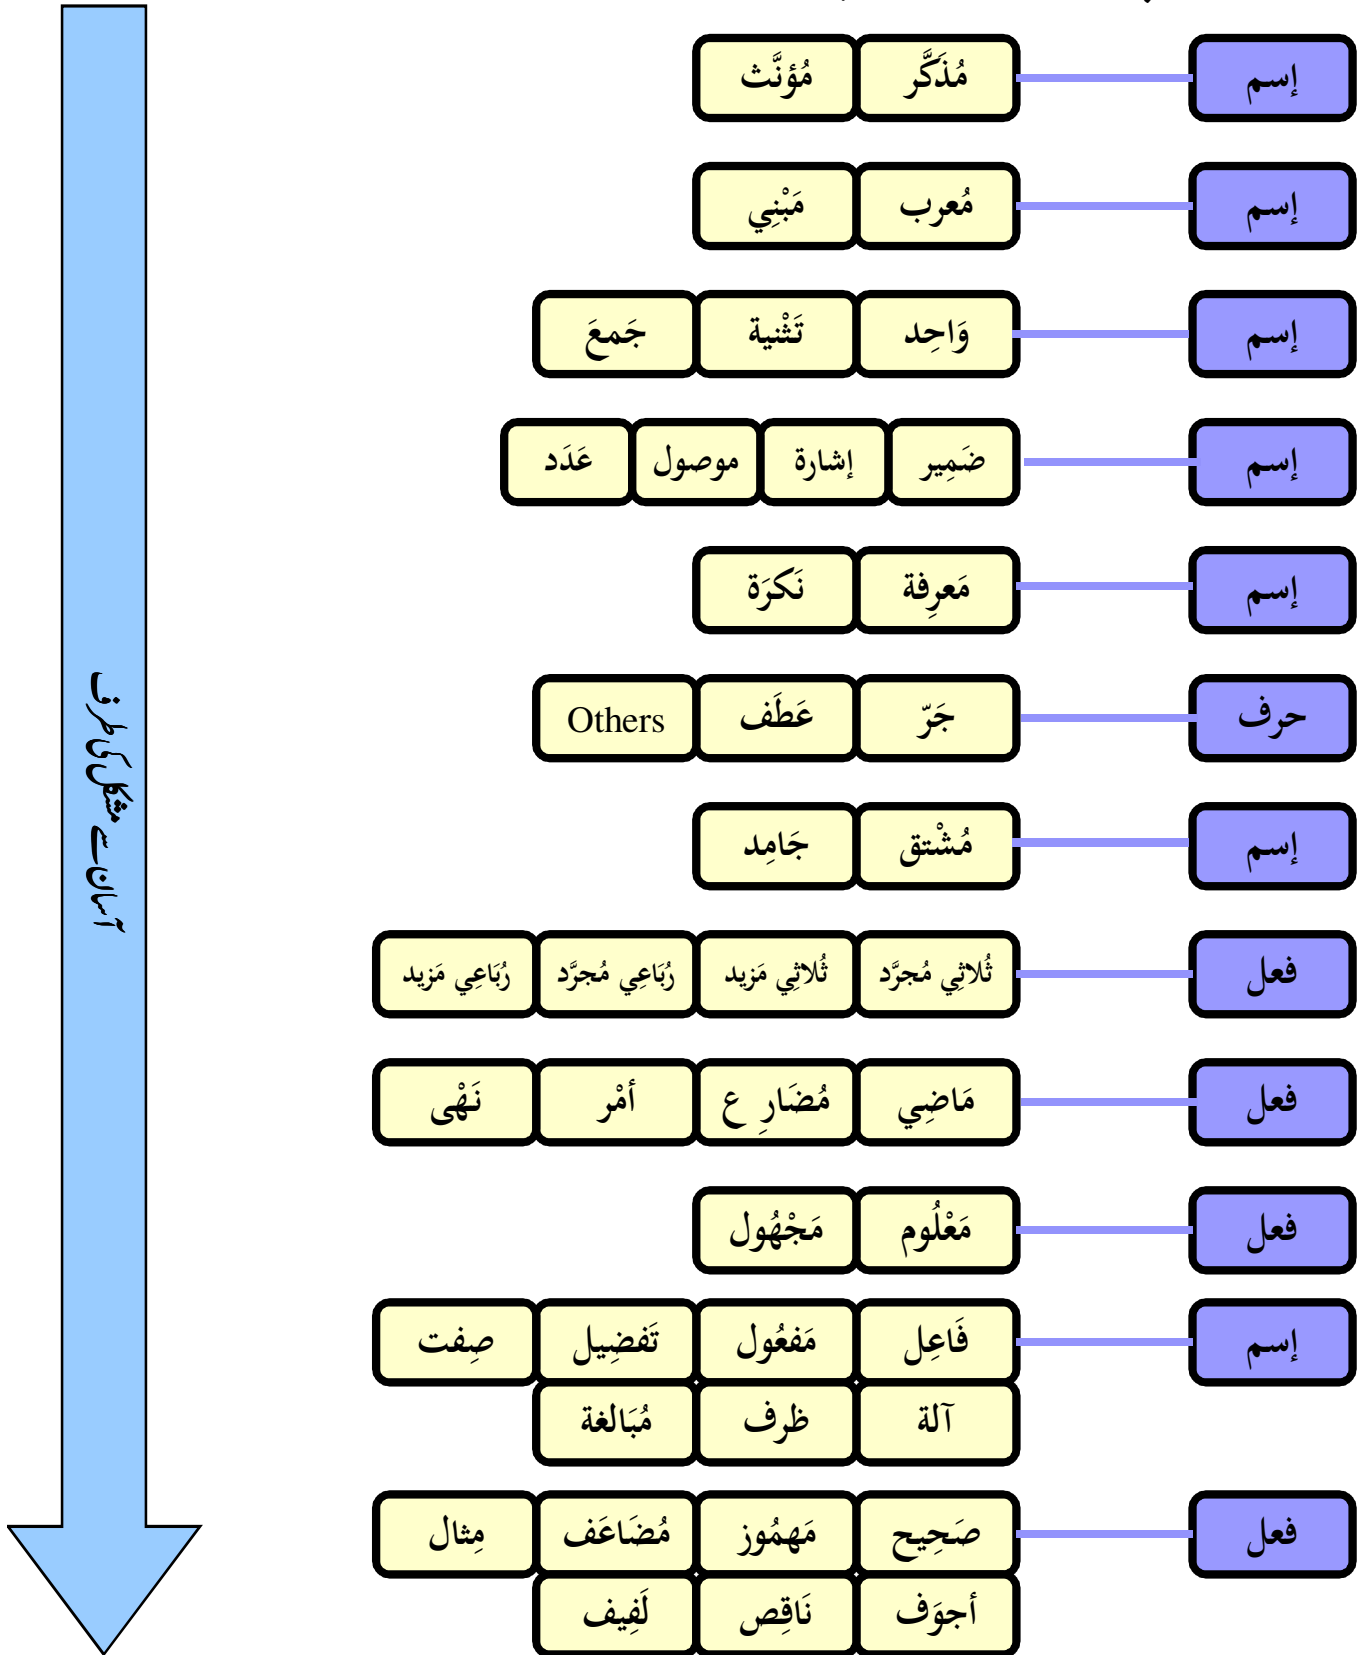 إسم مُذَكَّر مُؤنَّث
إسم مُعرب مَبْنِي
إسم وَاحِد تَثْنية جَمعَ
إسم ضَمِير إشارة موصول عَدَد
إسم مَعرِفة نَكرَة
حرف جَرّ عَطَف Others
إسم مُشْتق جَامِد
فعل ثُلاثِي مُجرَّد ثُلاثِي مَزيد رُبَاعِي مُجرَّد رُبَاعِي مَزيد
فعل مَاضِي مُضَارِع أمْر نَهْى
فعل مَعْلُوم مَجْهُول
إسم فَاعِل مَفعُول تَفضِيل صِفت
آلة ظرف مُبَالغة
فعل صَحِيح مَهمُوز مُضَاعَف مِثال
أجوَف نَاقِص لَفِيف
آسان سے مشکل کی طرف